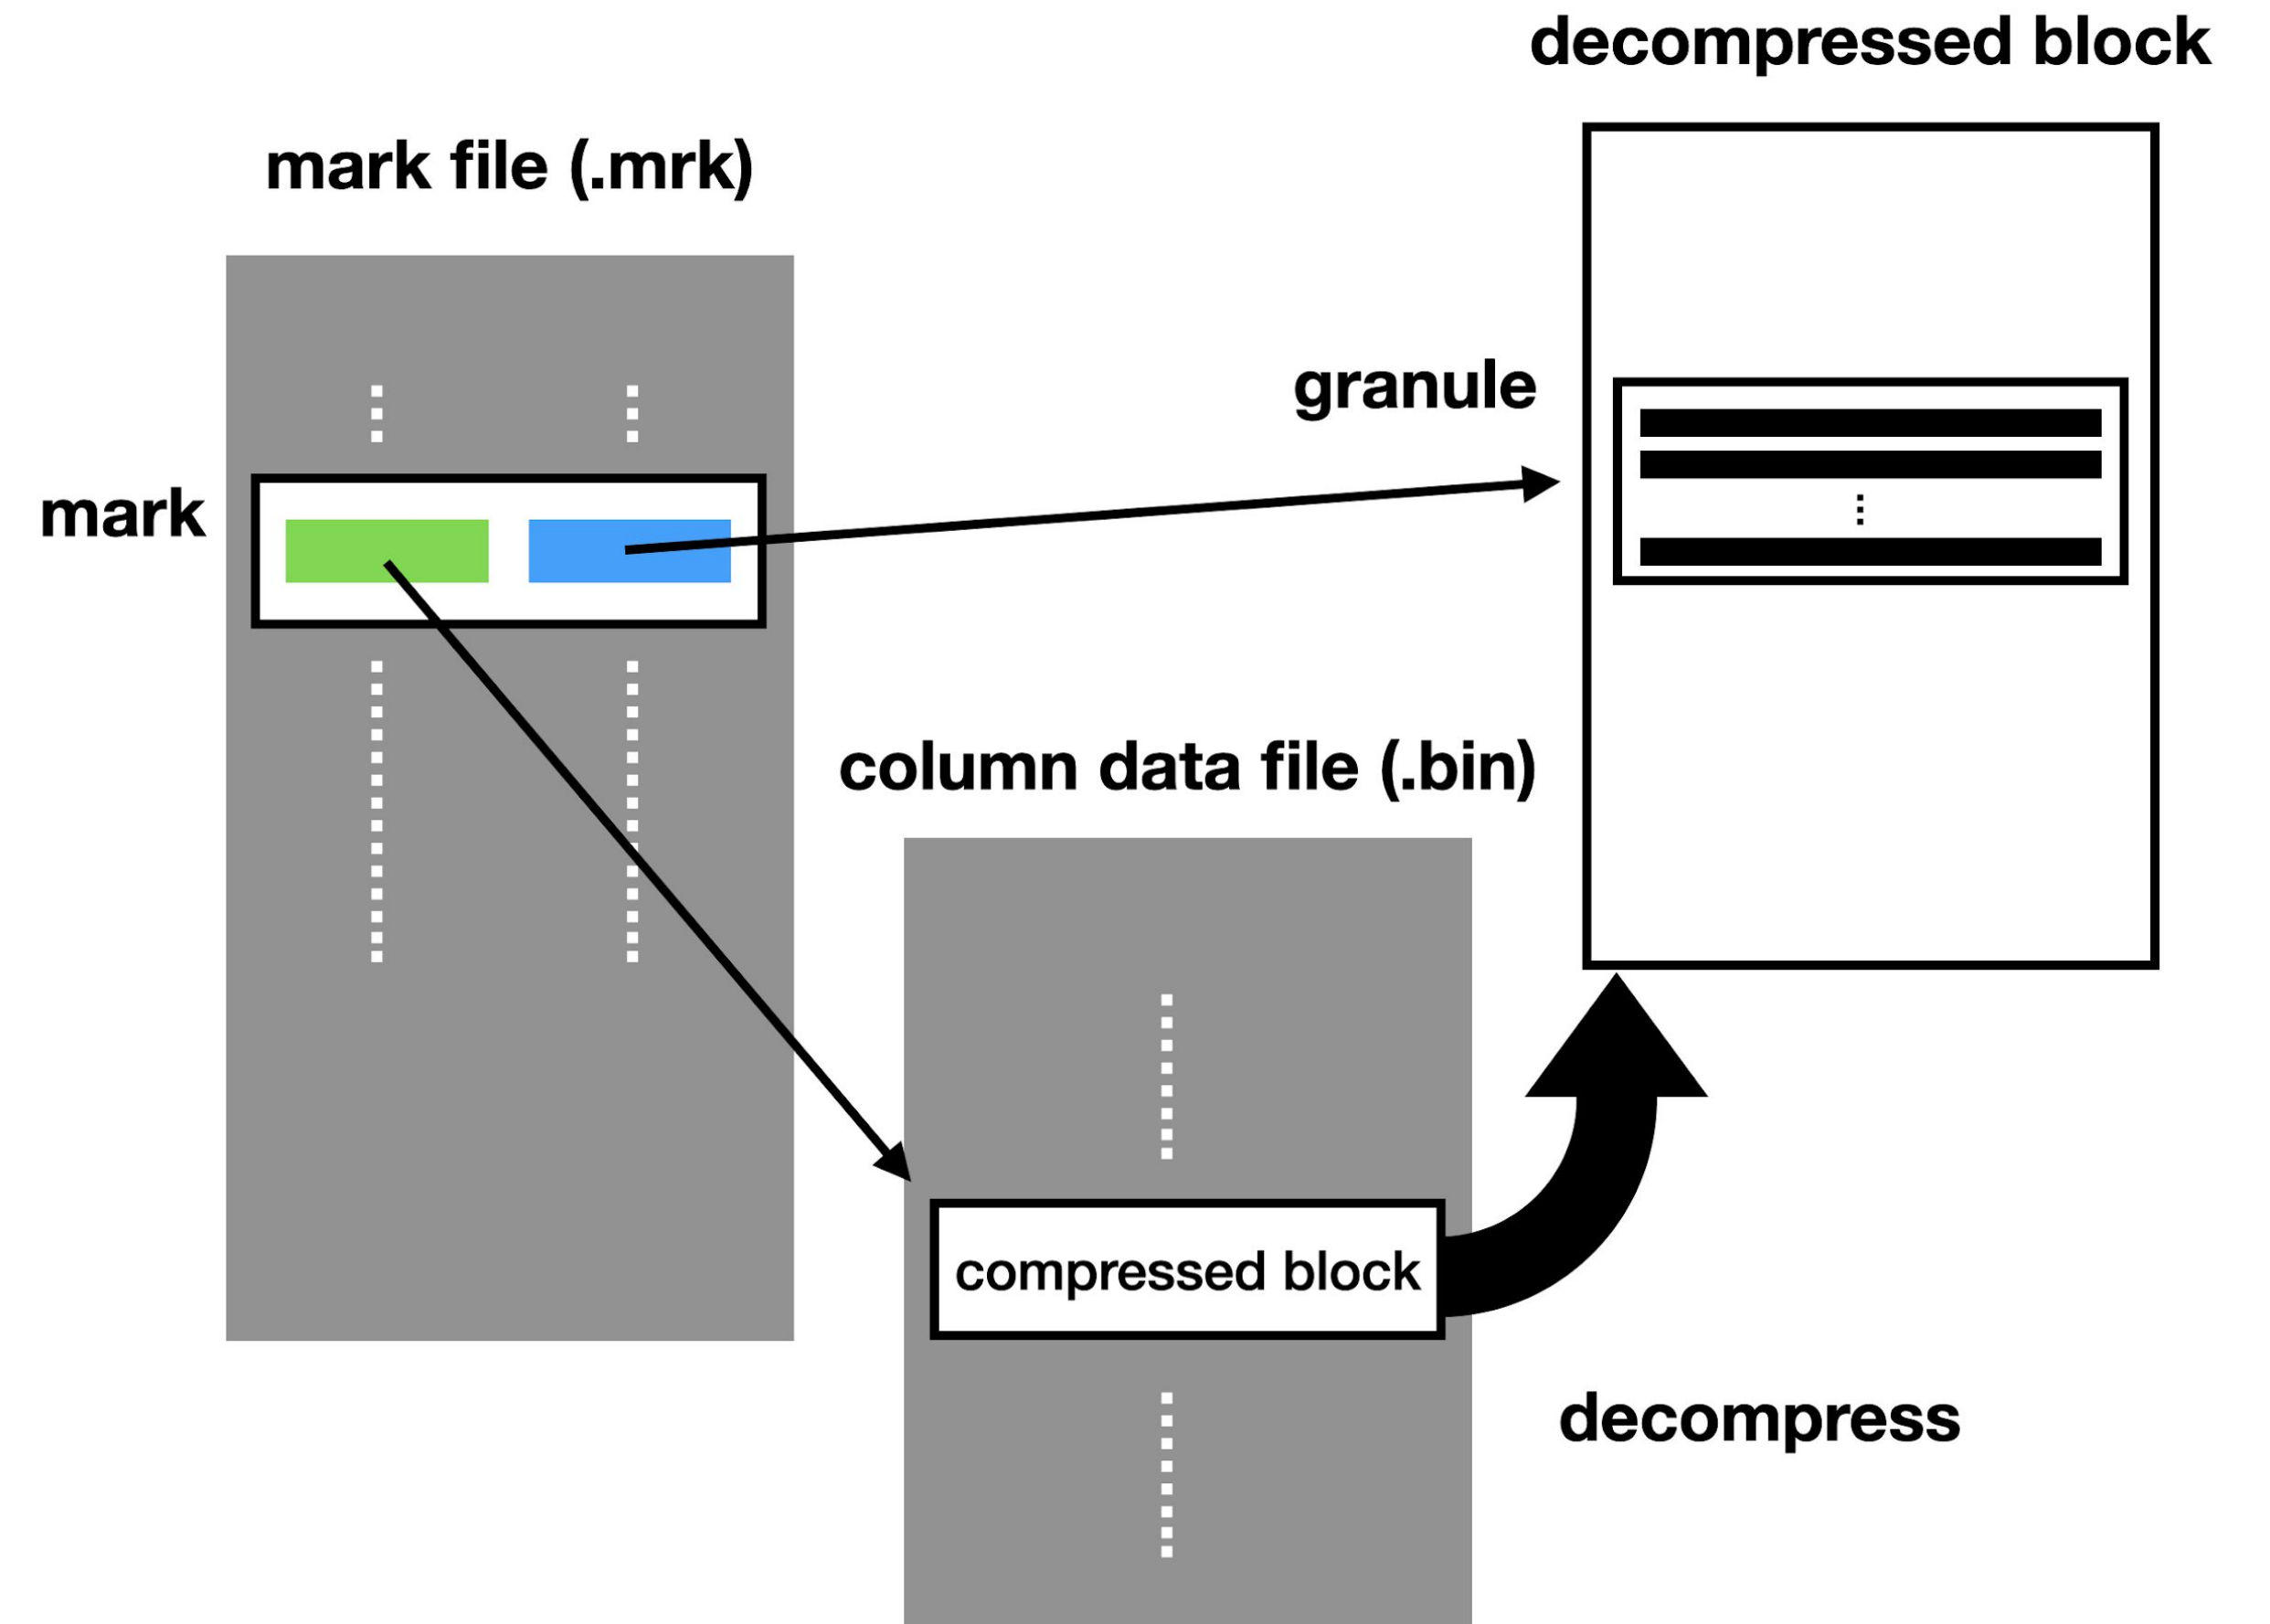 decompressed block
mark file (.mrk)
granule
mark
column data file (.bin)
compressed block
decompress